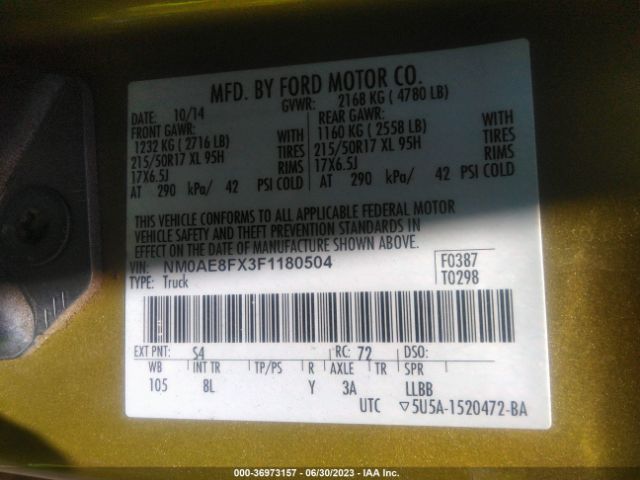 MFD. BY FORD MOTOR CO.
DATE: 10/14 GVWR: 2168 KG ( 4780 LB)
FRONT GAWR: REAR GAWR:
1232 KG ( 2716 LB) WITH 1160 KG ( 2558 LB) WITH
215/50R17 XL 95H TIRES 215/50R17 XL 95H TIRES
17X6.5J RIMS 17X6.5J RIMS
AT 290 kPa/ 42 PSI COLD AT 290 kPa/ 42 PSI COLD
THIS VEHICLE CONFORMS TO ALL APPLICABLE FEDERAL MOTOR
VEHICLE SAFETY AND THEFT PREVENTION STANDARDS IN
EFFECT ON THE DATE OF MANUFACTURE SHOWN ABOVE.
VIN: NM0AE8FX3F1180504 F0387
TYPE: Truck T0298
EXT PNT: S4 RC: 72 DSO:
WB INT TR TP/PS R AXLE TR SPR
105 8L Y 3A LLBB
UTC ▽5U5A-1520472-BA
000-36973157 - 06/30/2023 - IAA Inc.